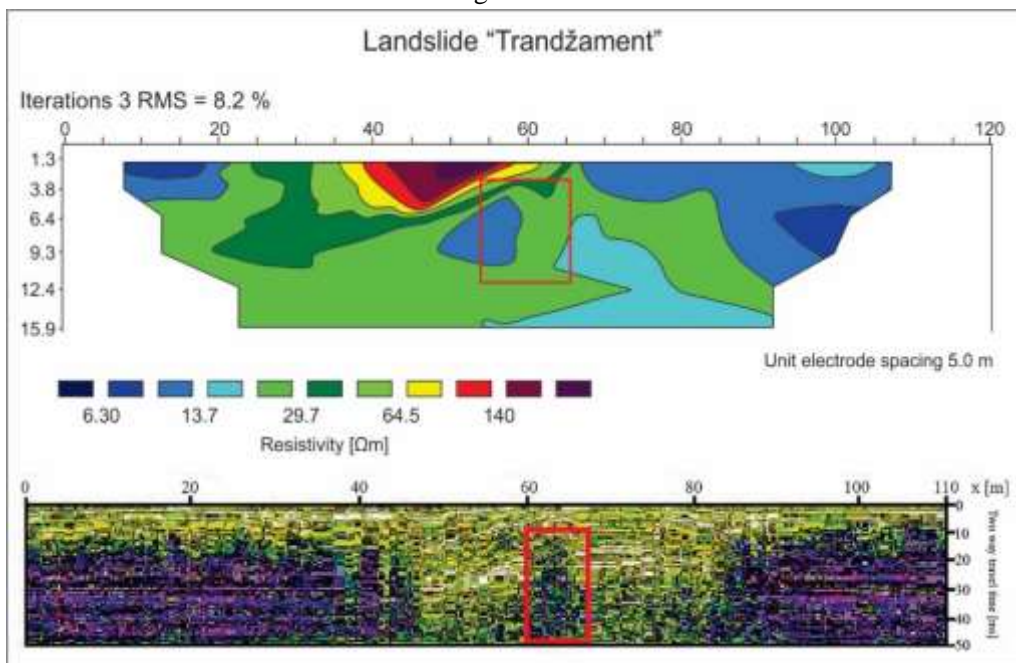 Landslide "Trandžament"
Iterations 3 RMS = 8.2 %
0 20 40 60 80 100 120
1.3
3.8
6.4
9.3
12.4
15.9
Unit electrode spacing 5.0 m
6.30 13.7 29.7 64.5 140
Resistivity [Ωm]
0 20 40 60 80 100 110 x [m]
0
10
20
30
40
50
Two way travel time [ns]